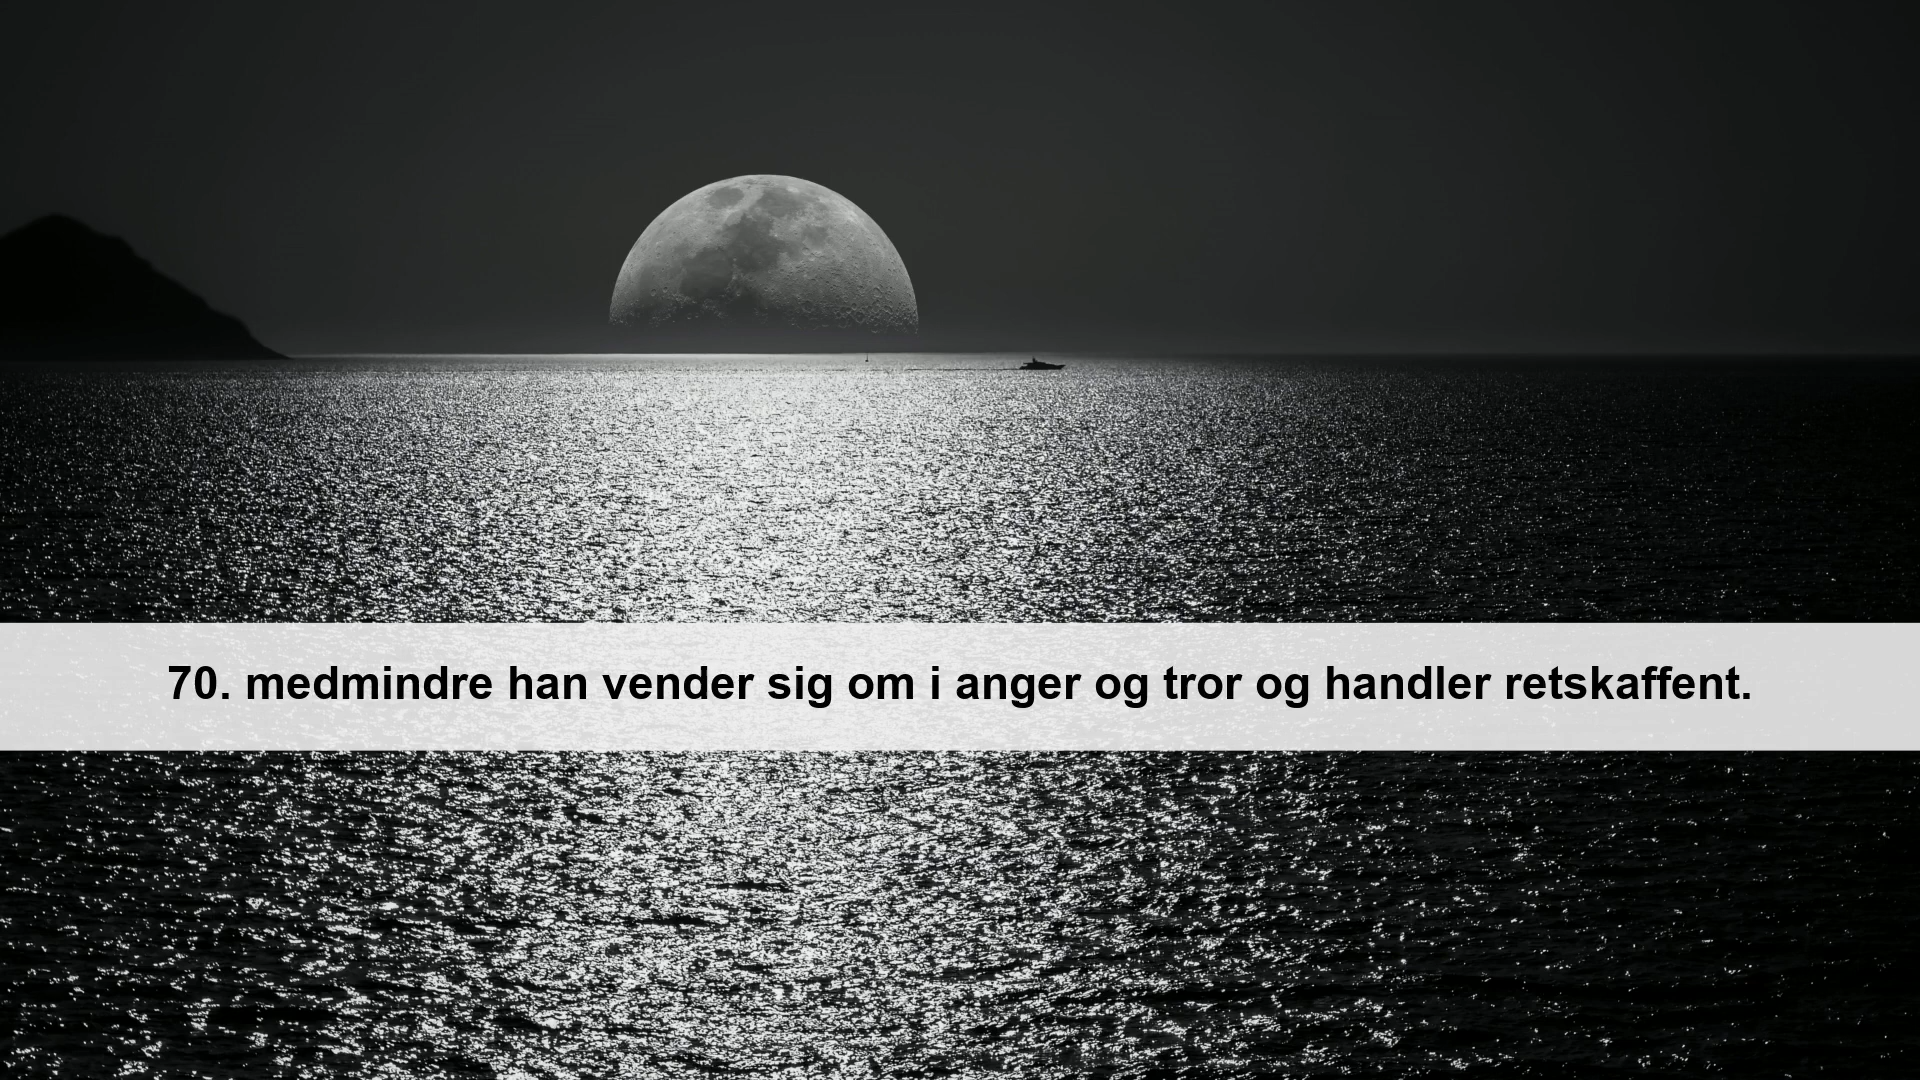 70. medmindre han vender sig om i anger og tror og handler retskaffent.